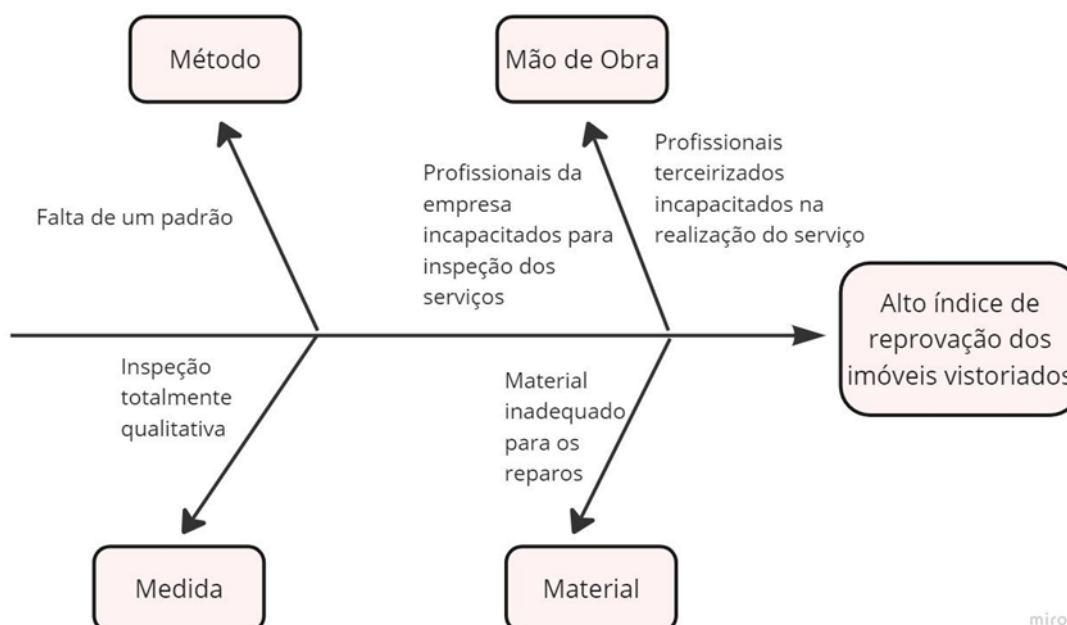 Método
Mão de Obra
Falta de um padrão
Profissionais da
empresa
incapacitados para
inspeção dos
serviços
Profissionais
terceirizados
incapacitados na
realização do serviço
Alto índice de
reprovação dos
imóveis vistoriados
Inspeção
totalmente
qualitativa
Material
inadequado
para os
reparos
Medida
Material
miro